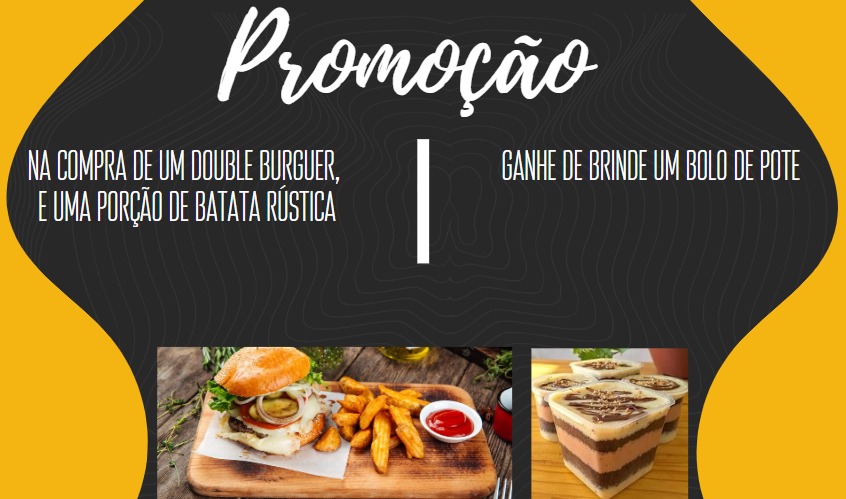 Promoção
NA COMPRA DE UM DOUBLE BURGUER,
E UMA PORÇÃO DE BATATA RÚSTICA
GANHE DE BRINDE UM BOLO DE POTE